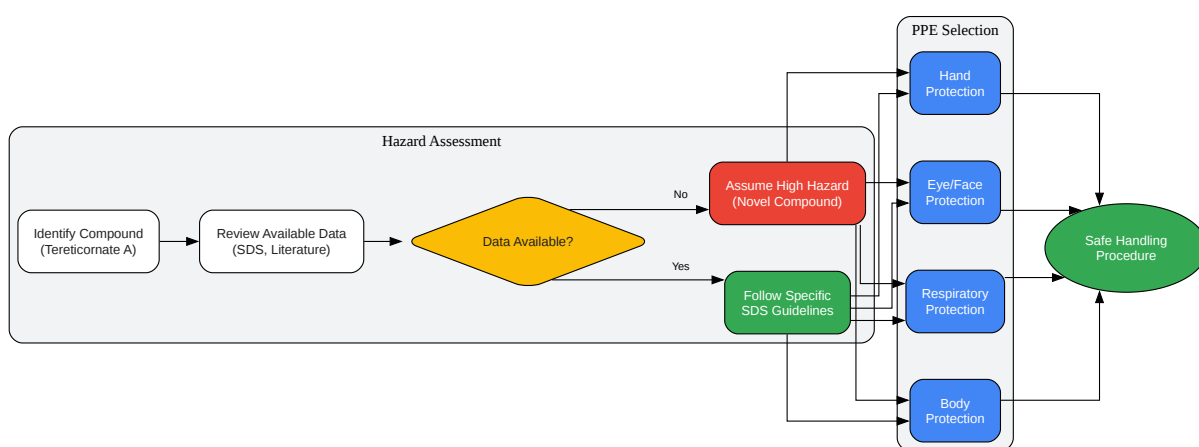 PPE Selection
Hand
Protection
Hazard Assessment
Assume High Hazard
(Novel Compound)
No
Eye/Face
Protection
Identify Compound
(Tereticornate A)
Review Available Data
(SDS, Literature)
Data Available?
Safe Handling
Procedure
Yes
Follow Specific
SDS Guidelines
Respiratory
Protection
Body
Protection